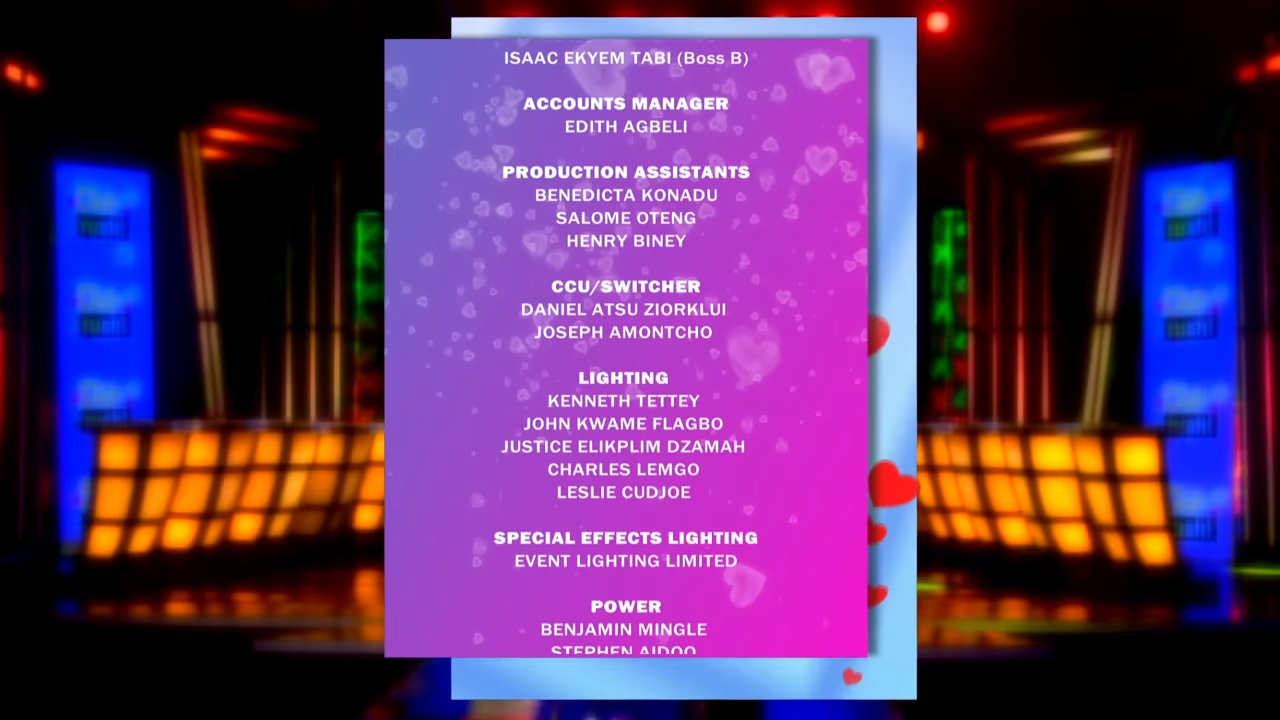 ISAAC EKYEM TABI (Boss B)
ACCOUNTS MANAGER
EDITH AGBELI
PRODUCTION ASSISTANTS
BENEDICTA KONADU
SALOME OTENG
HENRY BINEY
CCU/SWITCHER
DANIEL ATSU ZIORKLUI
JOSEPH AMONTCHO
LIGHTING
KENNETH TETTEY
JOHN KWAME FLAGBO
JUSTICE ELIKPLIM DZAMAH
CHARLES LEMGO
LESLIE CUDJOE
SPECIAL EFFECTS LIGHTING
EVENT LIGHTING LIMITED
POWER
BENJAMIN MINGLE
STEPHEN AIDOO